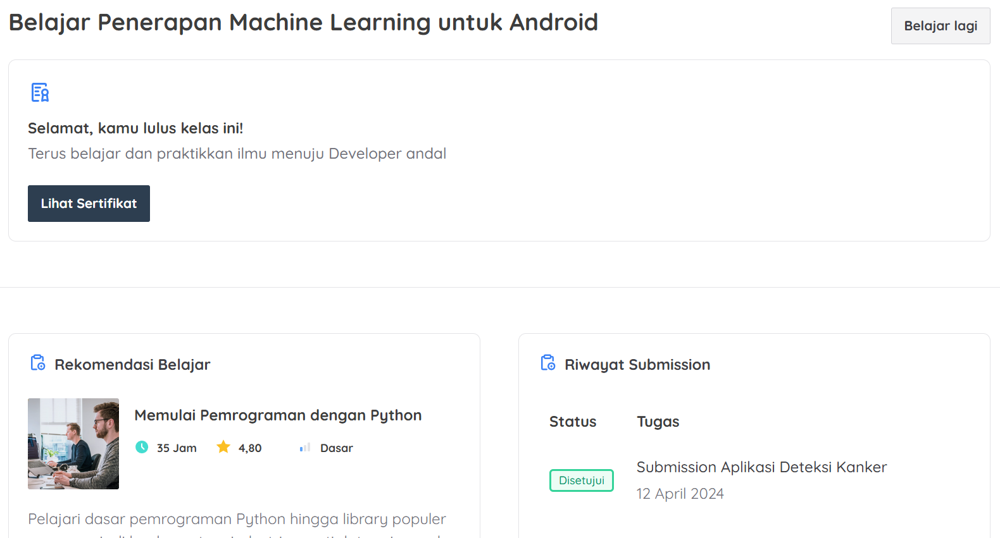 Belajar Penerapan Machine Learning untuk Android
Belajar lagi
Selamat, kamu lulus kelas ini!
Terus belajar dan praktikkan ilmu menuju Developer andal
Lihat Sertifikat
Rekomendasi Belajar
Memulai Pemrograman dengan Python
35 Jam 4,80 Dasar
Pelajari dasar pemrograman Python hingga library populer
Riwayat Submission
Status Tugas
Disetujui
Submission Aplikasi Deteksi Kanker
12 April 2024